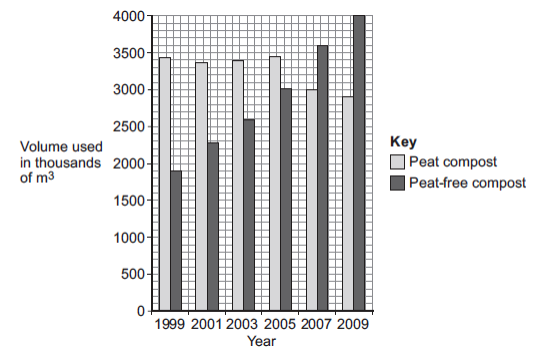 4000
3500
3000
2500
2000
1500
1000
500
0
Volume used
in thousands
of m3
Key
Peat compost
Peat-free compost
1999 2001 2003 2005 2007 2009
Year